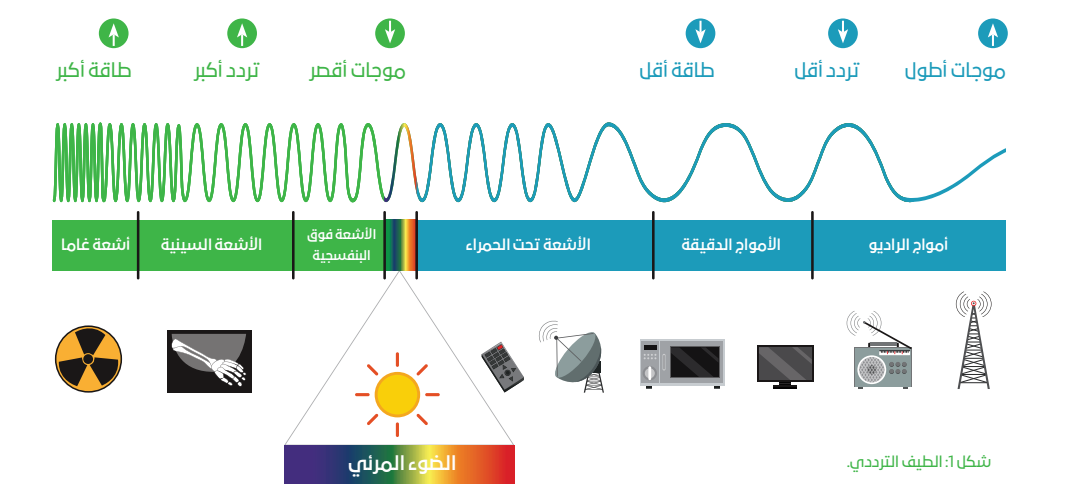 موجات أطول
تردد أقل
طاقة أقل
موجات أقصر
تردد أكبر
طاقة أكبر
أمواج الراديو
الأمواج الدقيقة
الأشعة تحت الحمراء
الأشعة فوق
البنفسجية
الأشعة السينية
أشعة غاما
الضوء المرئي
شكل 1: الطيف الترددي.